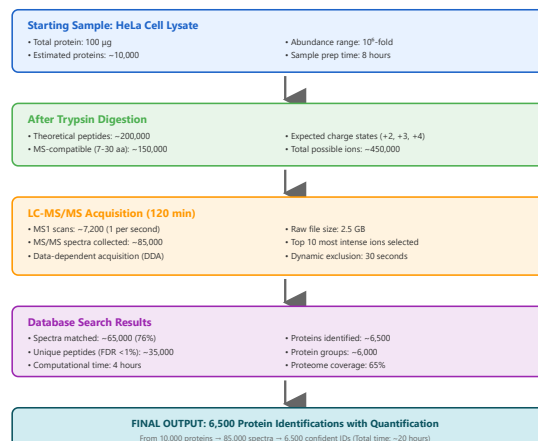 Starting Sample: HeLa Cell Lysate
• Total protein: 100 μg
• Abundance range: 10⁶-fold
• Estimated proteins: ~10,000
• Sample prep time: 8 hours
After Trypsin Digestion
• Theoretical peptides: ~200,000
• Expected charge states (+2, +3, +4)
• MS-compatible (7-30 aa): ~150,000
• Total possible ions: ~450,000
LC-MS/MS Acquisition (120 min)
• MS1 scans: ~7,200 (1 per second)
• Raw file size: 2.5 GB
• MS/MS spectra collected: ~85,000
• Top 10 most intense ions selected
• Data-dependent acquisition (DDA)
• Dynamic exclusion: 30 seconds
Database Search Results
• Spectra matched: ~65,000 (76%)
• Proteins identified: ~6,500
• Unique peptides (FDR <1%): ~35,000
• Protein groups: ~6,000
• Computational time: 4 hours
• Proteome coverage: 65%
FINAL OUTPUT: 6,500 Protein Identifications with Quantification
From 10,000 proteins → 85,000 spectra → 6,500 confident IDs (Total time: ~20 hours)